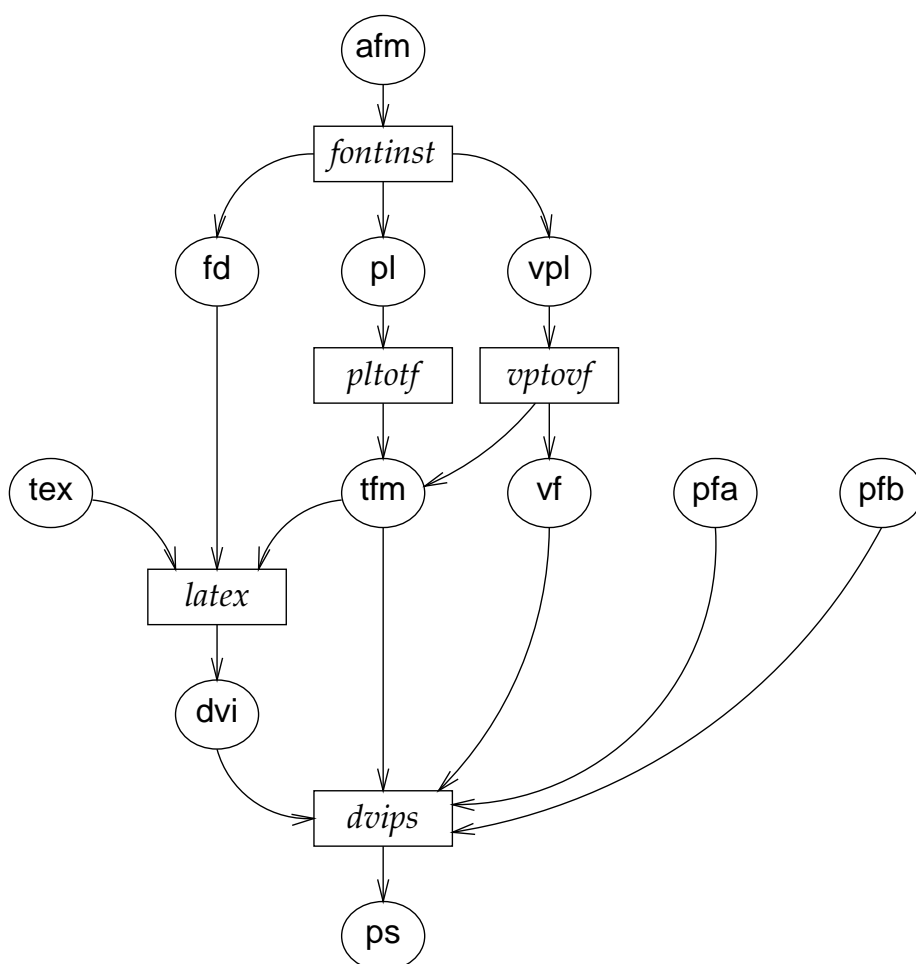 afm
fontinst
fd
pl
vpl
pltotf
vptovf
tex
tfm
vf
pfa
pfb
latex
dvi
dvips
ps